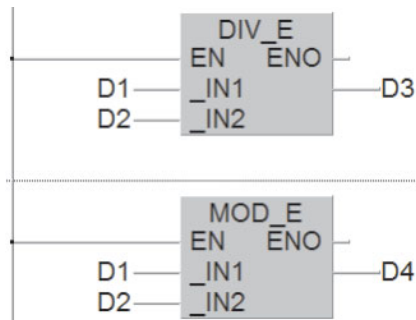 DIV_E
EN ENO
D1 _IN1 D3
D2 _IN2
MOD_E
EN ENO
D1 _IN1 D4
D2 _IN2